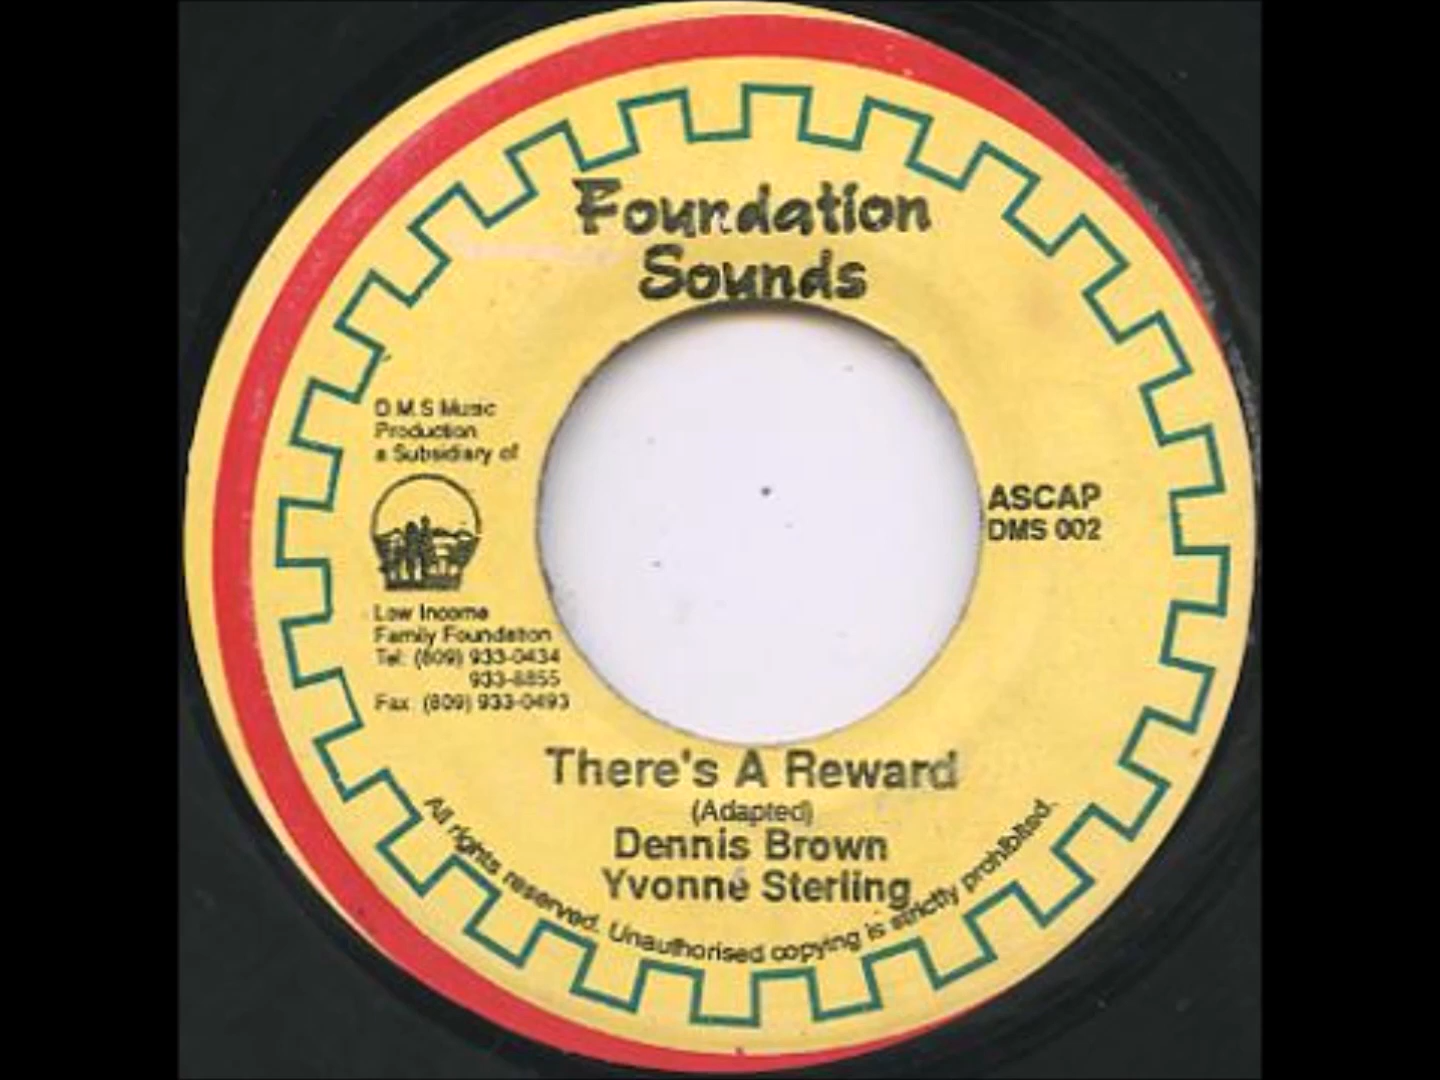 Foundation
Sounds
D.M.S Music
Production
a Subsidiary of
Low Income
Family Foundation
Tel: (809) 933-0434
933-8855
Fax: (809) 933-0493
ASCAP
DMS 002
There's A Reward
(Adapted)
Dennis Brown
Yvonne Sterling
All rights reserved. Unauthorised copying is strictly prohibited.